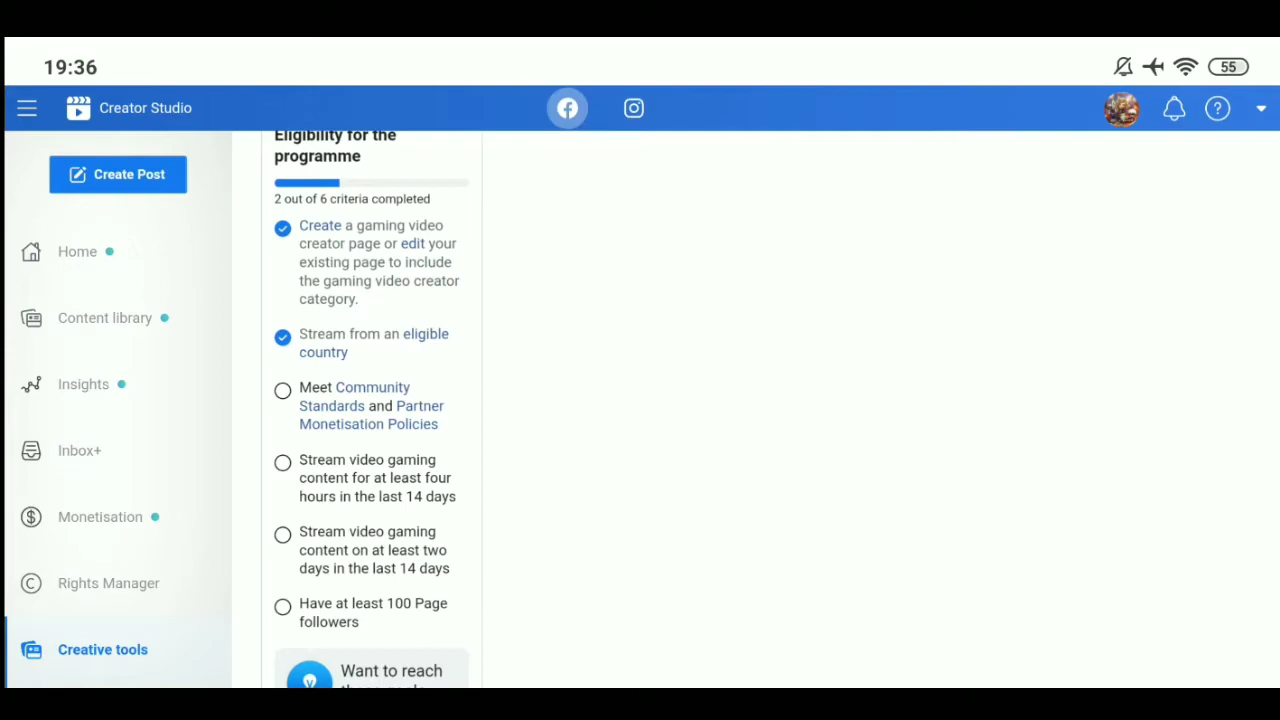 19:36
55
Creator Studio
Create Post
Home
Content library
Insights
Inbox+
Monetisation
Rights Manager
Creative tools
Eligibility for the
programme
2 out of 6 criteria completed
Create a gaming video
creator page or edit your
existing page to include
the gaming video creator
category.
Stream from an eligible
country
Meet Community
Standards and Partner
Monetisation Policies
Stream video gaming
content for at least four
hours in the last 14 days
Stream video gaming
content on at least two
days in the last 14 days
Have at least 100 Page
followers
Want to reach